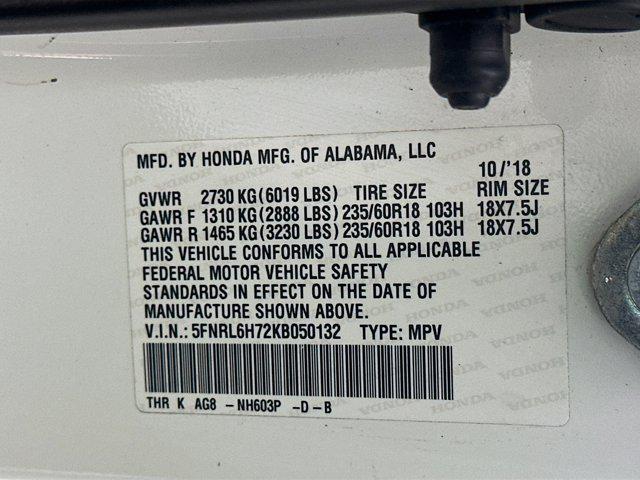 MFD. BY HONDA MFG. OF ALABAMA, LLC 10/'18
GVWR 2730 KG(6019 LBS) TIRE SIZE RIM SIZE
GAWR F 1310 KG (2888 LBS) 235/60R18 103H 18X7.5J
GAWR R 1465 KG (3230 LBS) 235/60R18 103H 18X7.5J
THIS VEHICLE CONFORMS TO ALL APPLICABLE
FEDERAL MOTOR VEHICLE SAFETY
STANDARDS IN EFFECT ON THE DATE OF
MANUFACTURE SHOWN ABOVE.
V.I.N.: 5FNRL6H72KB050132 TYPE: MPV
THR K AG8 -NH603P -D-B